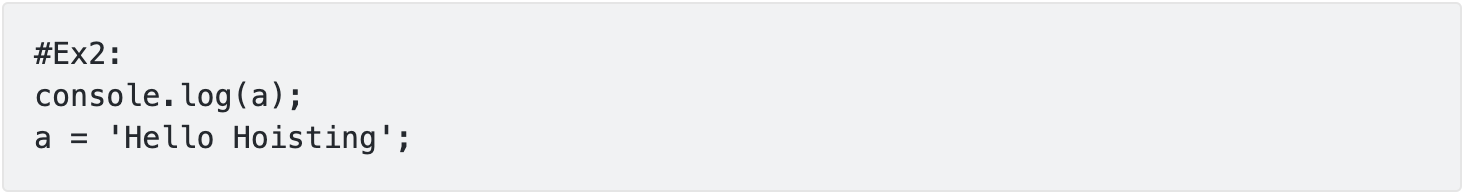 #Ex2:
console.log(a);
a = 'Hello Hoisting';